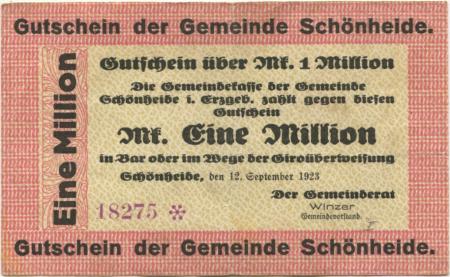 Gutschein der Gemeinde Schönheide.
Eine Million
Gutschein über Mk. 1 Million
Die Gemeindekasse der Gemeinde
Schönheide i. Erzgeb. zahlt gegen diesen
Gutschein
Mk. Eine Million
in Bar oder im Wege der Giroüberweisung
Schönheide, den 12. September 1923
Der Gemeinderat
Winzer
Gemeindevorstand.
18275 *
Gutschein der Gemeinde Schönheide.